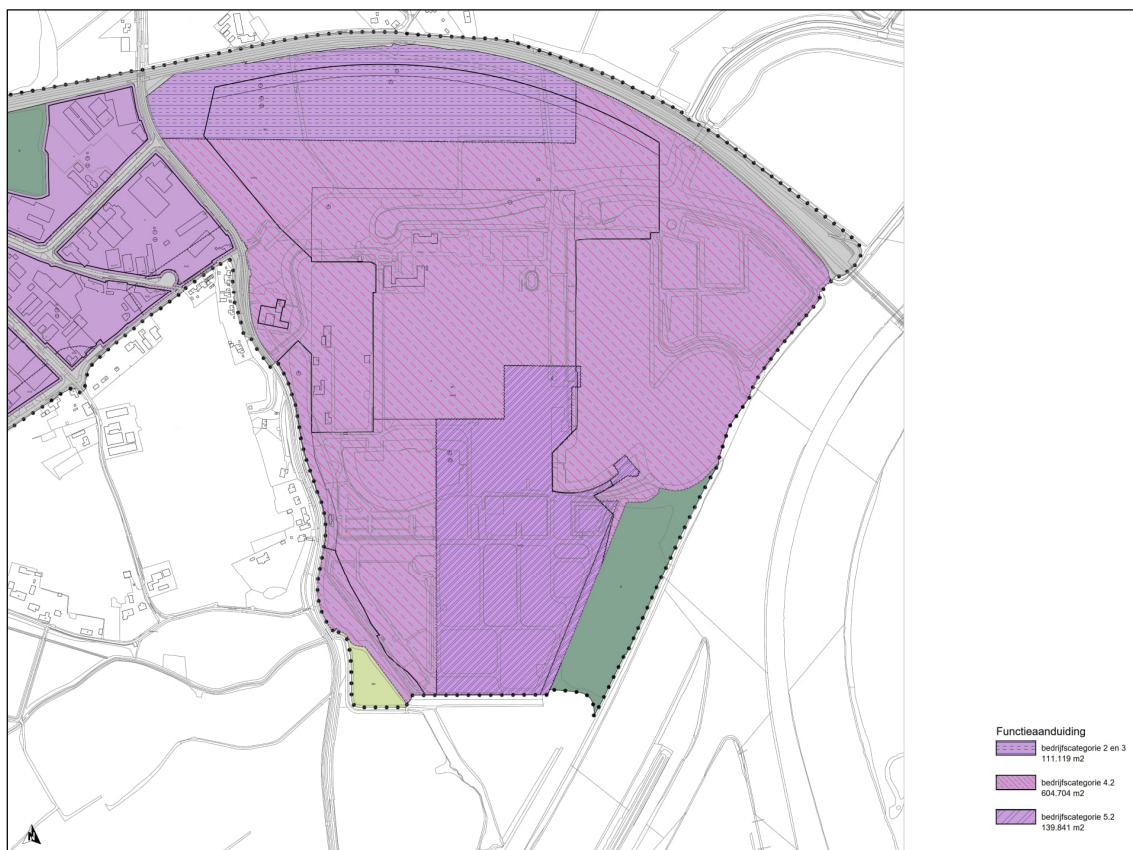 Functieaanduiding
bedrijfscategorie 2 en 3
111.119 m2
bedrijfscategorie 4.2
604.704 m2
bedrijfscategorie 5.2
139.841 m2